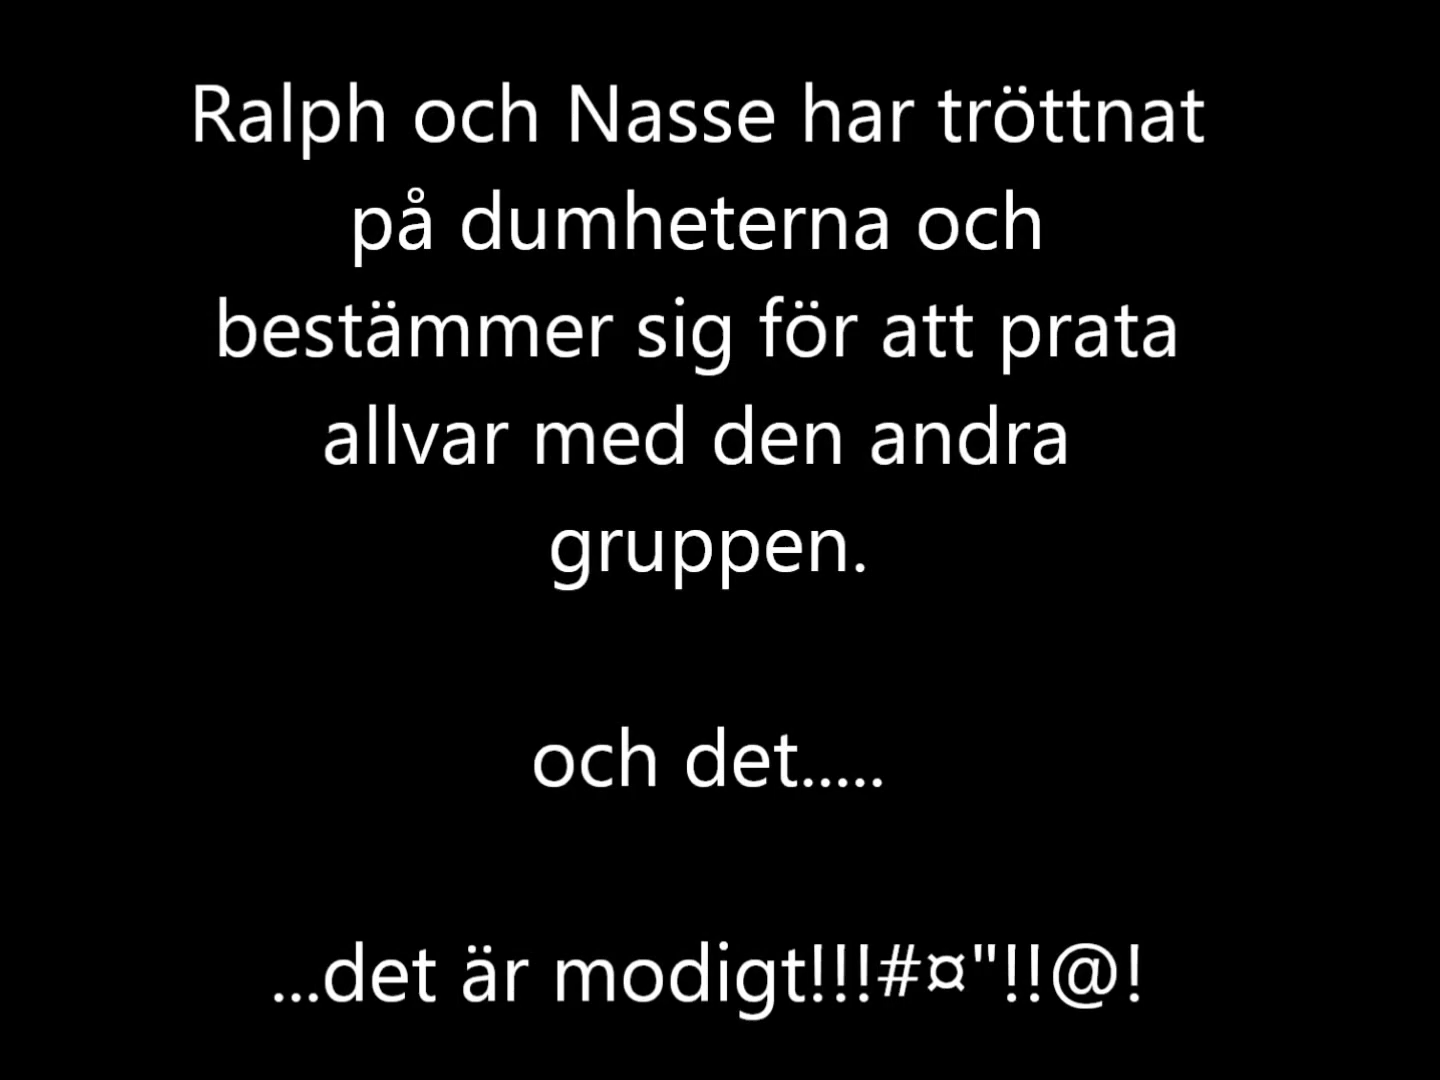 Ralph och Nasse har tröttnat
på dumheterna och
bestämmer sig för att prata
allvar med den andra
gruppen.
och det.....
...det är modigt!!!#¤"!!@!